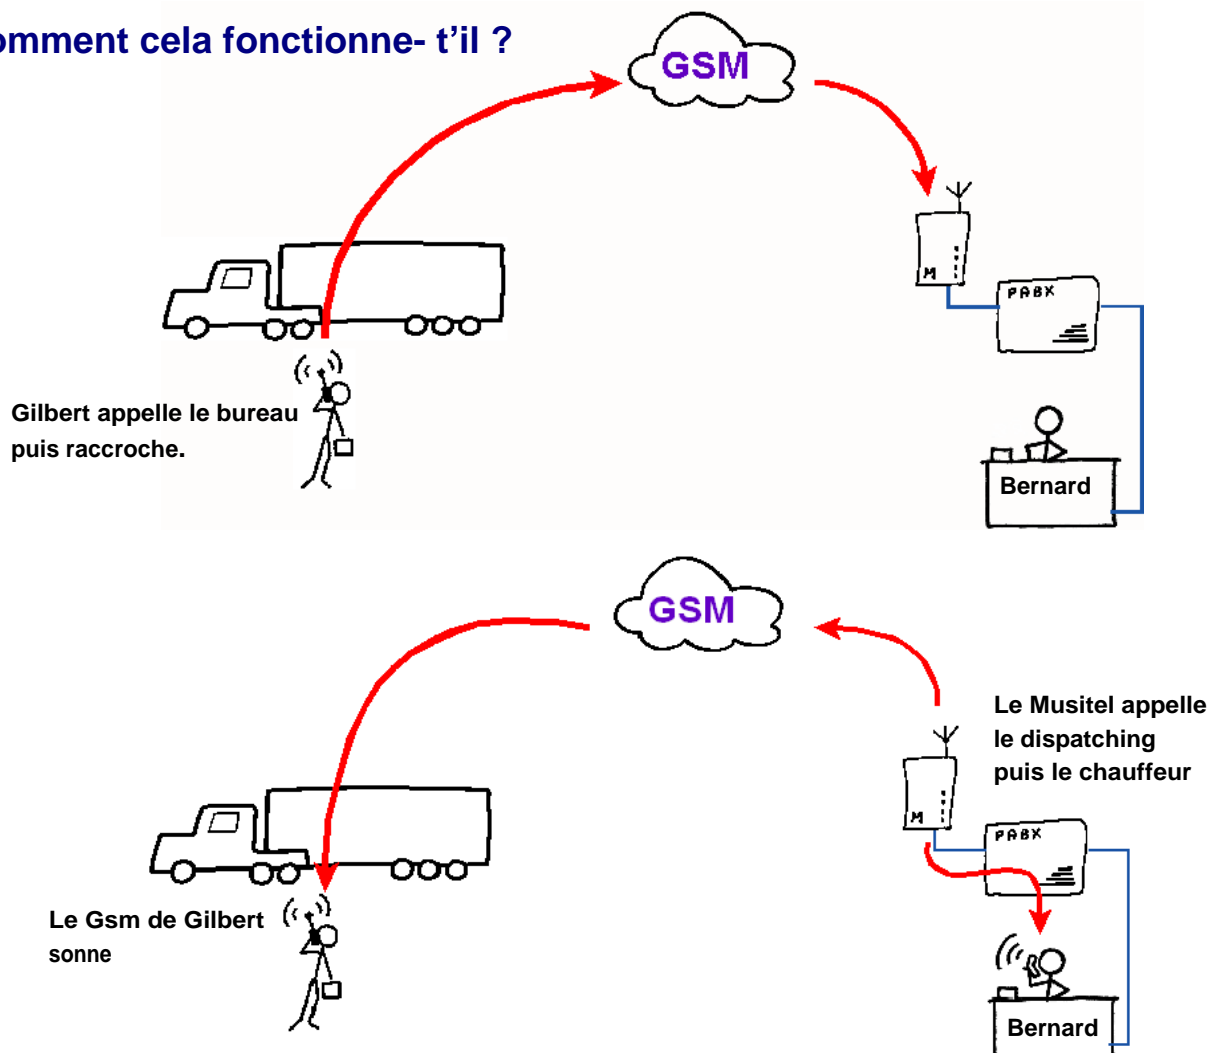 omment cela fonctionne- t'il ?
GSM
M
PABX
Gilbert appelle le bureau
puis raccroche.
Bernard
GSM
Le Musitel appelle
le dispatching
puis le chauffeur
M
PABX
Le Gsm de Gilbert
sonne
Bernard